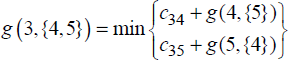 g(3,{4,5}) = min { c₃₄ + g(4,{5})
c₃₅ + g(5,{4}) }